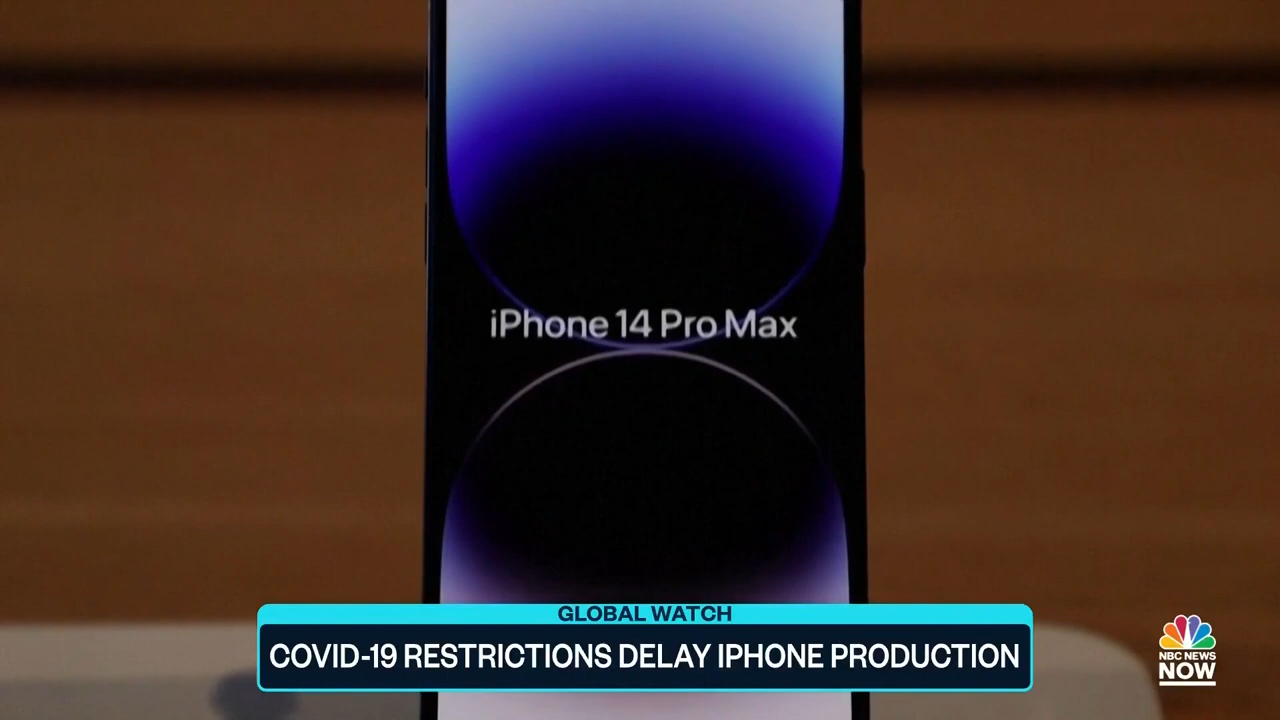 iPhone 14 Pro Max
GLOBAL WATCH
COVID-19 RESTRICTIONS DELAY IPHONE PRODUCTION
NBC NEWS
NOW